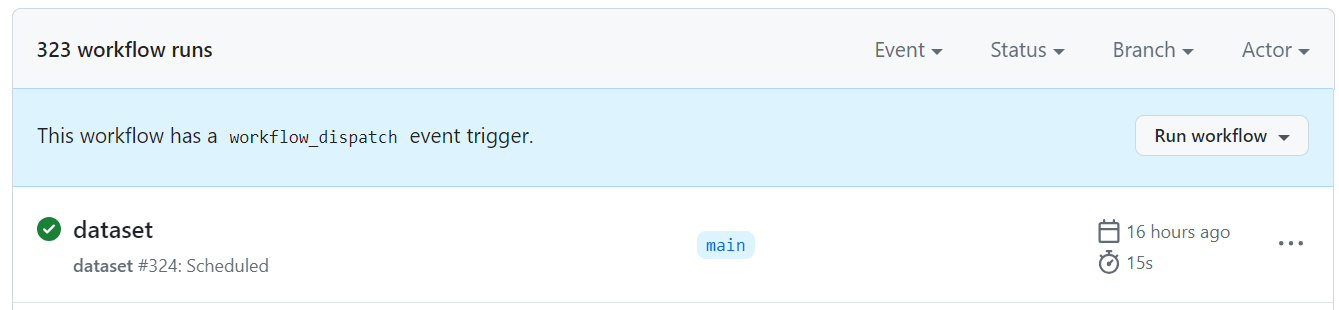 323 workflow runs Event Status Branch Actor
This workflow has a workflow_dispatch event trigger. Run workflow
dataset
main
16 hours ago
dataset #324: Scheduled
15s